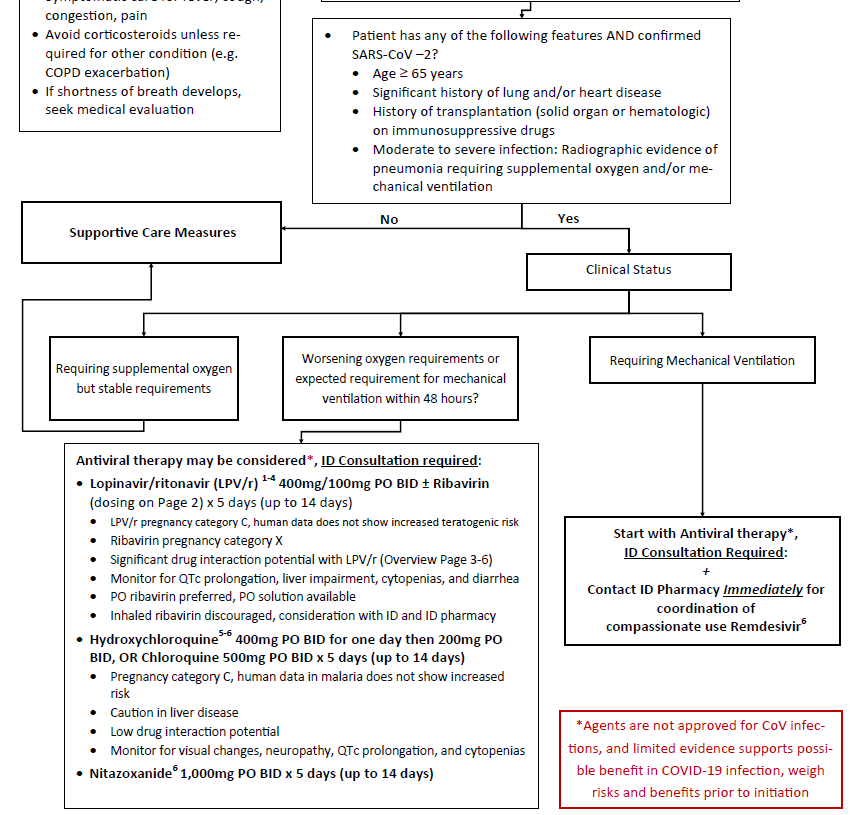 congestion, pain
• Avoid corticosteroids unless re-
quired for other condition (e.g.
COPD exacerbation)
• If shortness of breath develops,
seek medical evaluation
• Patient has any of the following features AND confirmed
SARS-CoV –2?
• Age ≥ 65 years
• Significant history of lung and/or heart disease
• History of transplantation (solid organ or hematologic)
on immunosuppressive drugs
• Moderate to severe infection: Radiographic evidence of
pneumonia requiring supplemental oxygen and/or me-
chanical ventilation
No
Yes
Supportive Care Measures
Clinical Status
Requiring supplemental oxygen
but stable requirements
Worsening oxygen requirements or
expected requirement for mechanical
ventilation within 48 hours?
Requiring Mechanical Ventilation
Antiviral therapy may be considered*, ID Consultation required:
• Lopinavir/ritonavir (LPV/r) 1-4 400mg/100mg PO BID ± Ribavirin
(dosing on Page 2) x 5 days (up to 14 days)
• LPV/r pregnancy category C, human data does not show increased teratogenic risk
• Ribavirin pregnancy category X
• Significant drug interaction potential with LPV/r (Overview Page 3-6)
• Monitor for QTc prolongation, liver impairment, cytopenias, and diarrhea
• PO ribavirin preferred, PO solution available
• Inhaled ribavirin discouraged, consideration with ID and ID pharmacy
• Hydroxychloroquine5-6 400mg PO BID for one day then 200mg PO
BID, OR Chloroquine 500mg PO BID x 5 days (up to 14 days)
• Pregnancy category C, human data in malaria does not show increased
risk
• Caution in liver disease
• Low drug interaction potential
• Monitor for visual changes, neuropathy, QTc prolongation, and cytopenias
• Nitazoxanide6 1,000mg PO BID x 5 days (up to 14 days)
Start with Antiviral therapy*,
ID Consultation Required:
+
Contact ID Pharmacy Immediately for
coordination of
compassionate use Remdesivir6
*Agents are not approved for CoV infec-
tions, and limited evidence supports possi-
ble benefit in COVID-19 infection, weigh
risks and benefits prior to initiation